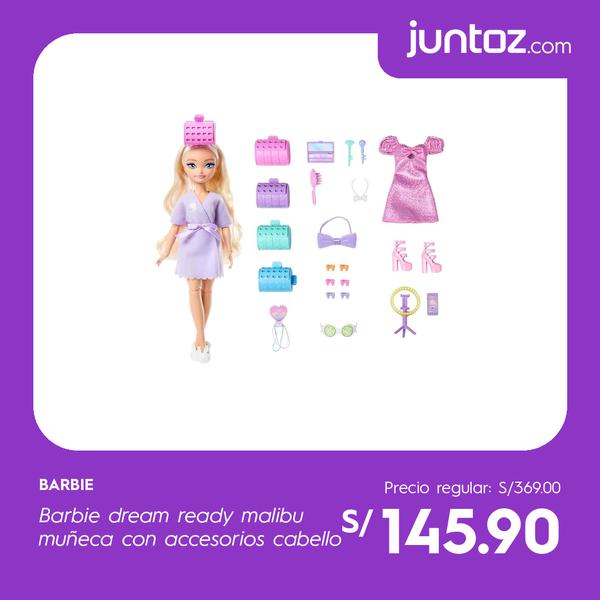 juntoz.com
BARBIE
Barbie dream ready malibu
muñeca con accesorios cabello
Precio regular: S/369.00
S/145.90